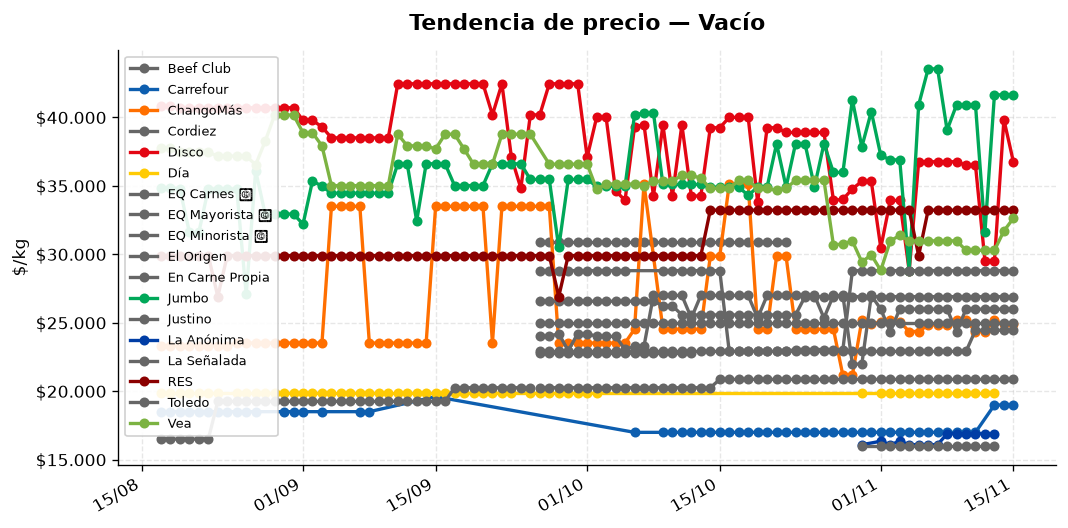 Tendencia de precio — Vacío
$/kg
$40.000
$35.000
$30.000
$25.000
$20.000
$15.000
Beef Club
Carrefour
ChangoMás
Cordiez
Disco
Día
EQ Carnes
EQ Mayorista
EQ Minorista
El Origen
En Carne Propia
Jumbo
Justino
La Anónima
La Señalada
RES
Toledo
Vea
15/08
01/09
15/09
01/10
15/10
01/11
15/11